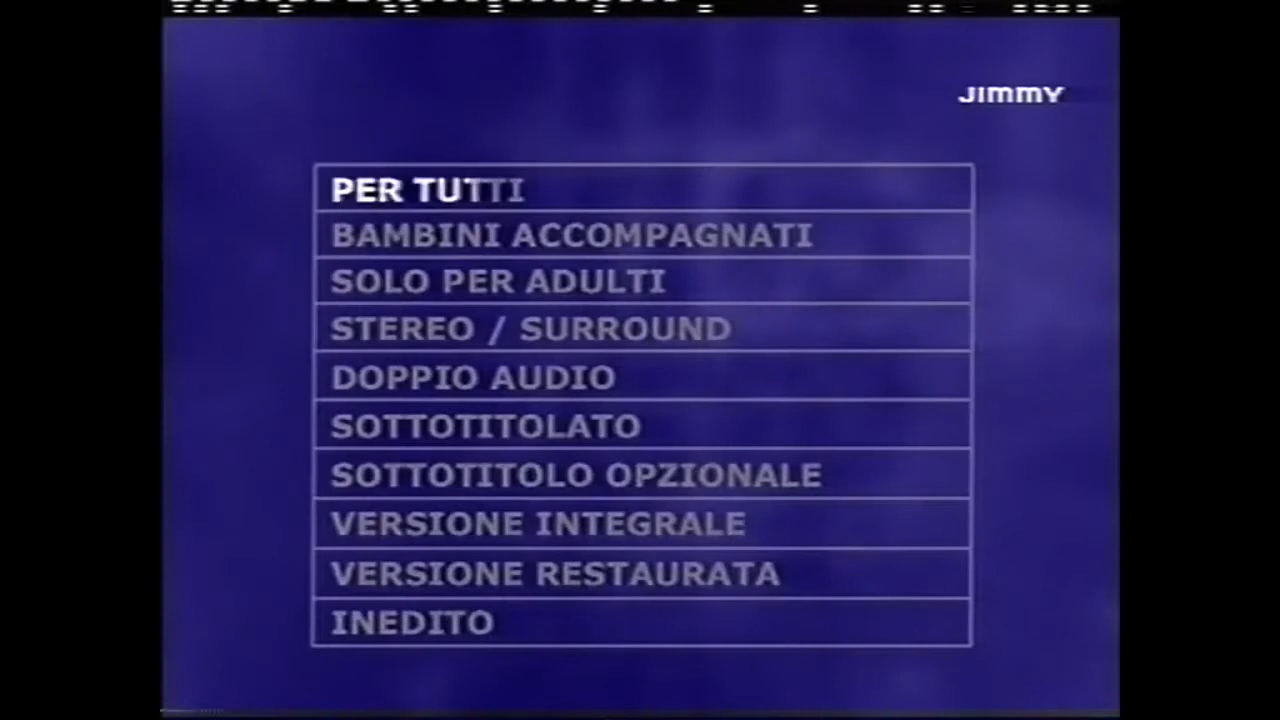 JIMMY
PER TUTTI
BAMBINI ACCOMPAGNATI
SOLO PER ADULTI
STEREO / SURROUND
DOPPIO AUDIO
SOTTOTITOLATO
SOTTOTITOLO OPZIONALE
VERSIONE INTEGRALE
VERSIONE RESTAURATA
INEDITO